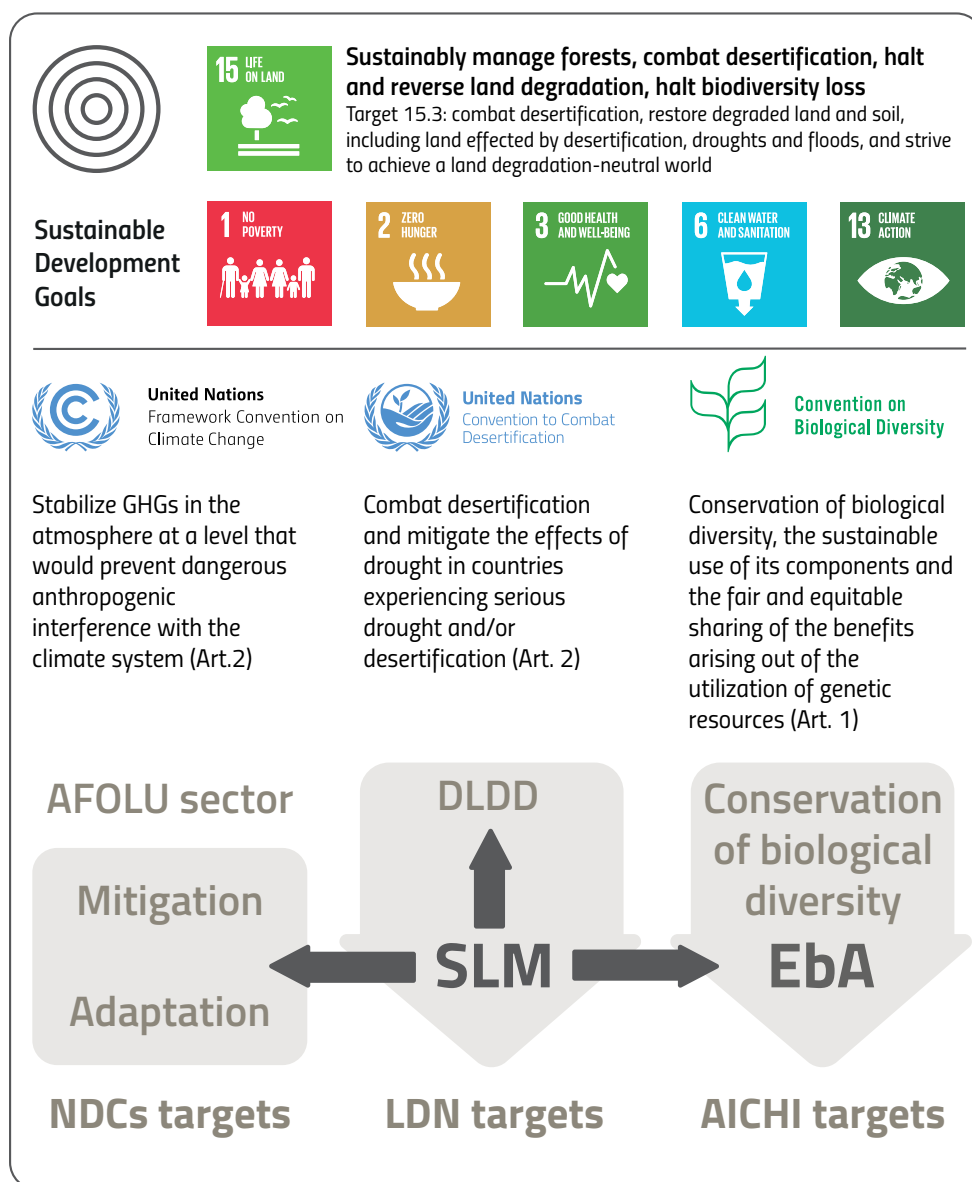 15 LIFE
ON LAND
Sustainably manage forests, combat desertification, halt
and reverse land degradation, halt biodiversity loss
Target 15.3: combat desertification, restore degraded land and soil,
including land effected by desertification, droughts and floods, and strive
to achieve a land degradation-neutral world
Sustainable
Development
Goals
1 NO
POVERTY
2 ZERO
HUNGER
3 GOOD HEALTH
AND WELL-BEING
6 CLEAN WATER
AND SANITATION
13 CLIMATE
ACTION
United Nations
Framework Convention on
Climate Change
United Nations
Convention to Combat
Desertification
Convention on
Biological Diversity
Stabilize GHGs in the
atmosphere at a level that
would prevent dangerous
anthropogenic
interference with the
climate system (Art.2)
Combat desertification
and mitigate the effects of
drought in countries
experiencing serious
drought and/or
desertification (Art. 2)
Conservation of biological
diversity, the sustainable
use of its components and
the fair and equitable
sharing of the benefits
arising out of the
utilization of genetic
resources (Art. 1)
AFOLU sector
Mitigation
Adaptation
NDCs targets
DLDD
SLM
LDN targets
Conservation
of biological
diversity
EbA
AICHI targets